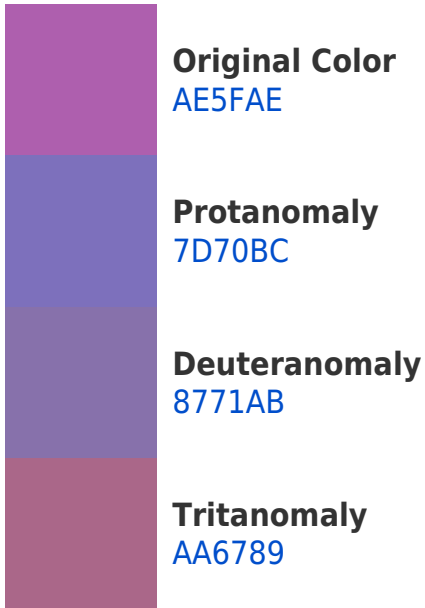 Original Color
AE5FAE
Protanomaly
7D70BC
Deuteranomaly
8771AB
Tritanomaly
AA6789